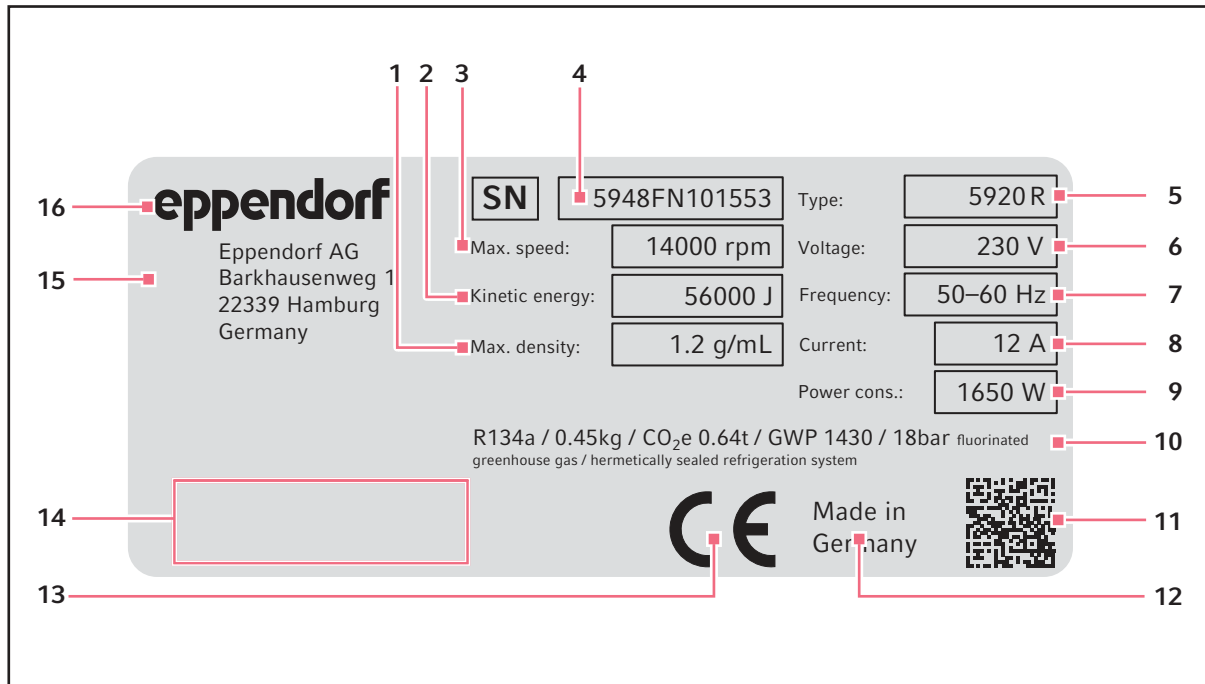 1 2 3 4
16 eppendorf SN 5948FN101553 Type: 5920 R 5
15 Eppendorf AG Max. speed: 14000 rpm Voltage: 230 V 6
Barkhausenweg 1
22339 Hamburg Kinetic energy: 56000 J Frequency: 50–60 Hz 7
Germany Max. density: 1.2 g/mL Current: 12 A 8
Power cons.: 1650 W 9
R134a / 0.45kg / CO₂e 0.64t / GWP 1430 / 18bar fluorinated 10
greenhouse gas / hermetically sealed refrigeration system
14 CE Made in 11
Germany
13 12